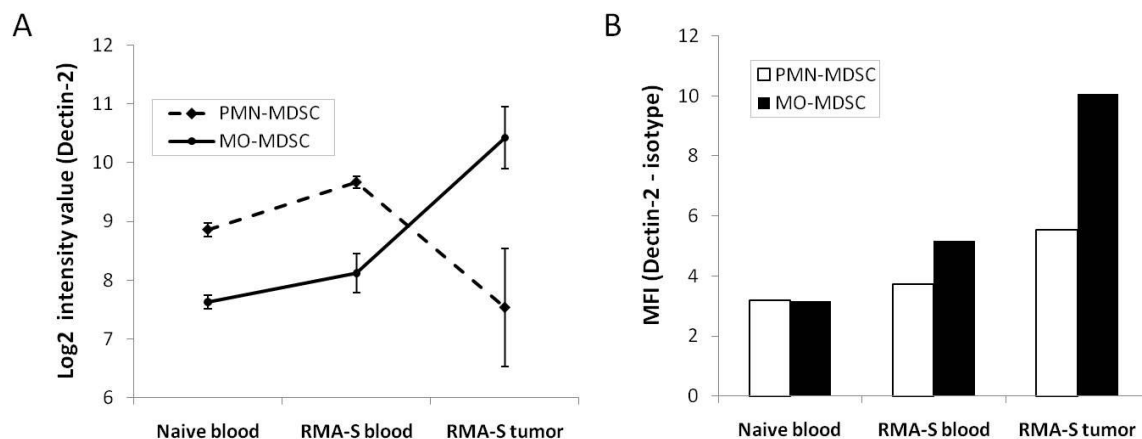 A
Log2 intensity value (Dectin-2)
12
11
10
9
8
7
6
PMN-MDSC
MO-MDSC
Naive blood
RMA-S blood
RMA-S tumor
B
MFI (Dectin-2 - isotype)
12
10
8
6
4
2
0
PMN-MDSC
MO-MDSC
Naive blood
RMA-S blood
RMA-S tumor